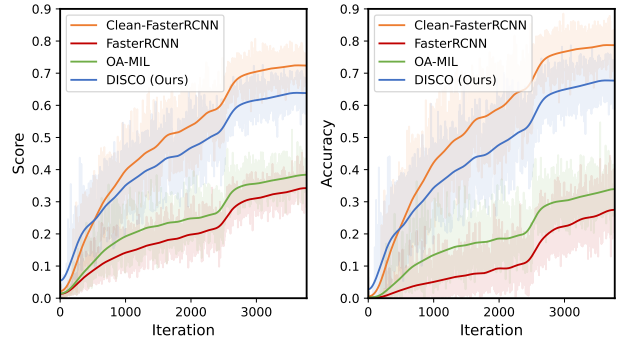 0.9
0.8
0.7
0.6
0.5
0.4
0.3
0.2
0.1
0.0
Score
Clean-FasterRCNN
FasterRCNN
OA-MIL
DISCO (Ours)
0
1000
2000
3000
Iteration
0.9
0.8
0.7
0.6
0.5
0.4
0.3
0.2
0.1
0.0
Accuracy
Clean-FasterRCNN
FasterRCNN
OA-MIL
DISCO (Ours)
0
1000
2000
3000
Iteration